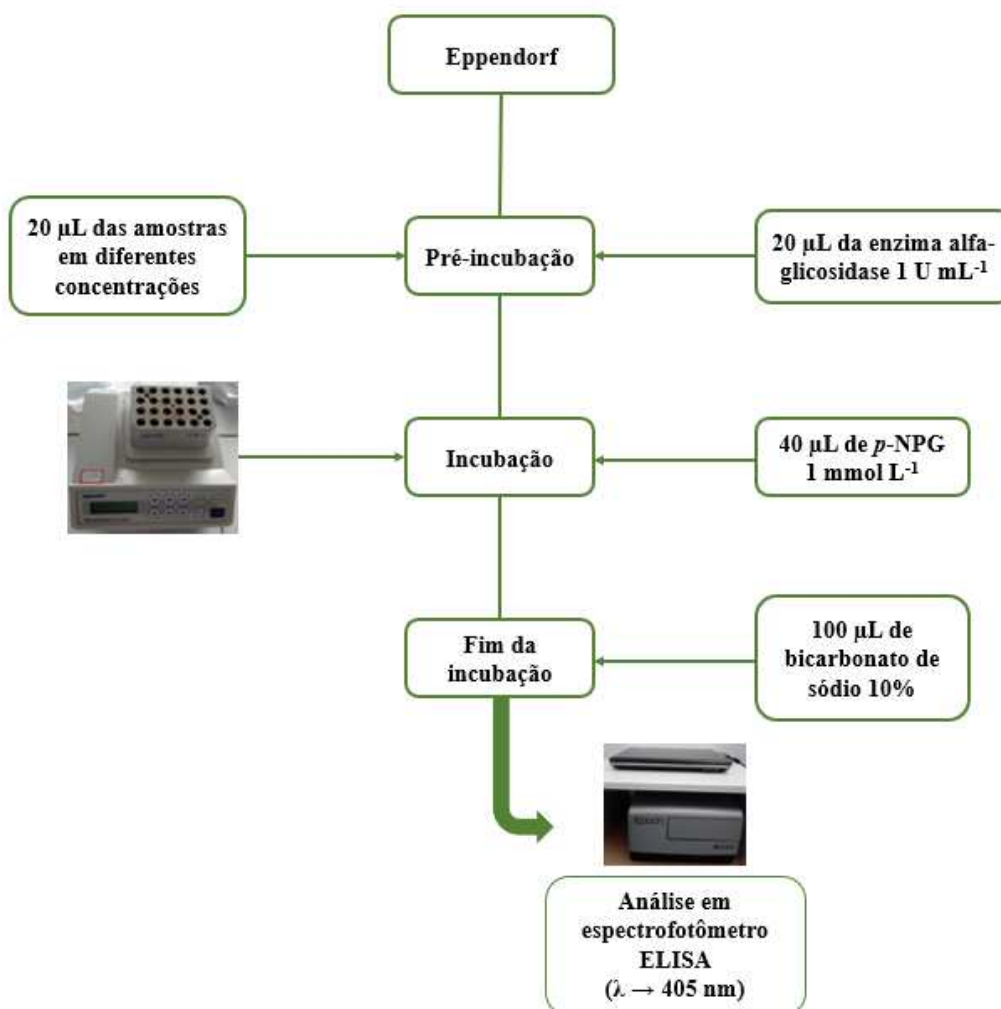 Eppendorf
20 μL das amostras
em diferentes
concentrações
Pré-incubação
20 μL da enzima alfa-
glicosidase 1 U mL⁻¹
Incubação
40 μL de p-NPG
1 mmol L⁻¹
Fim da
incubação
100 μL de
bicarbonato de
sódio 10%
Análise em
espectrofotômetro
ELISA
(λ → 405 nm)